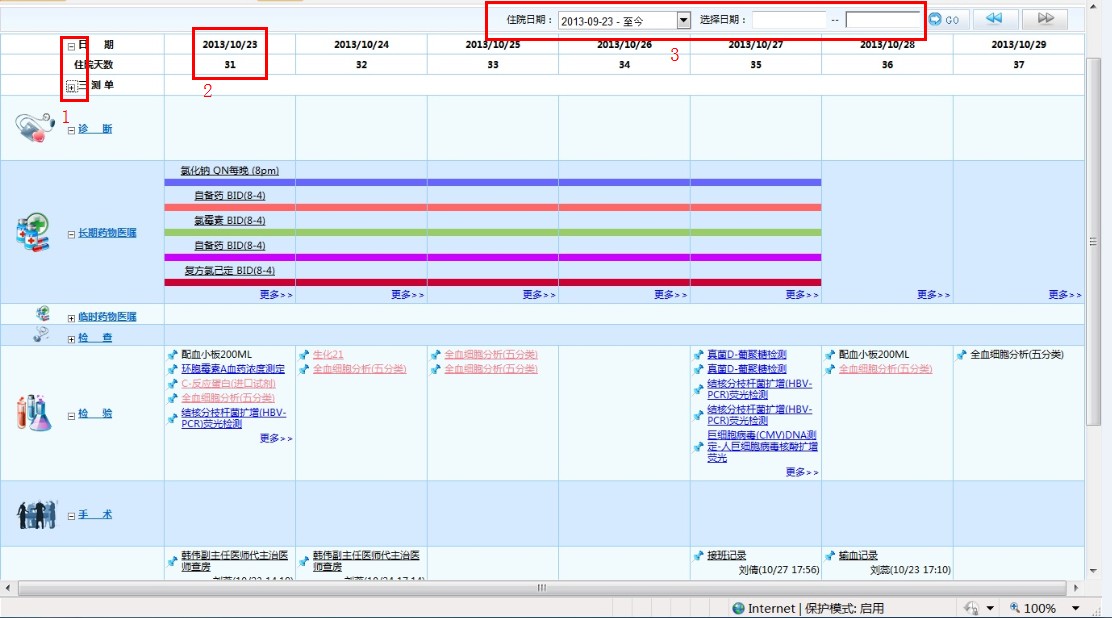 住院日期： 2013-09-23 - 至今 选择日期： -- GO
日 期 2013/10/23 2013/10/24 2013/10/25 2013/10/26 2013/10/27 2013/10/28 2013/10/29
住院天数 31 32 33 34 35 36 37
三 测 单
1 2 3
诊 断
长期药物医嘱
氯化钠 QN每晚 (8pm)
自备药 BID(8-4)
氯霉素 BID(8-4)
自备药 BID(8-4)
复方氯己定 BID(8-4)
更多>> 更多>> 更多>> 更多>> 更多>> 更多>> 更多>>
临时药物医嘱
检 查
检 验
配血小板200ML
环孢霉素A血药浓度测定
C-反应蛋白(进口试剂)
全血细胞分析(五分类)
结核分枝杆菌扩增(HBV-
PCR)荧光检测
更多>>
生化21
全血细胞分析(五分类)
全血细胞分析(五分类)
全血细胞分析(五分类)
真菌D-葡聚糖检测
真菌D-葡聚糖检测
结核分枝杆菌扩增(HBV-
PCR)荧光检测
结核分枝杆菌扩增(HBV-
PCR)荧光检测
巨细胞病毒(CMV)DNA测
定-人巨细胞病毒核酸扩增
荧光
更多>>
配血小板200ML
全血细胞分析(五分类)
全血细胞分析(五分类)
手 术
韩伟副主任医师代主治医
师查房
韩伟副主任医师代主治医
师查房
接班记录
刘倩(10/27 17:56)
输血记录
刘蕊(10/23 17:10)
Internet | 保护模式: 启用 100%